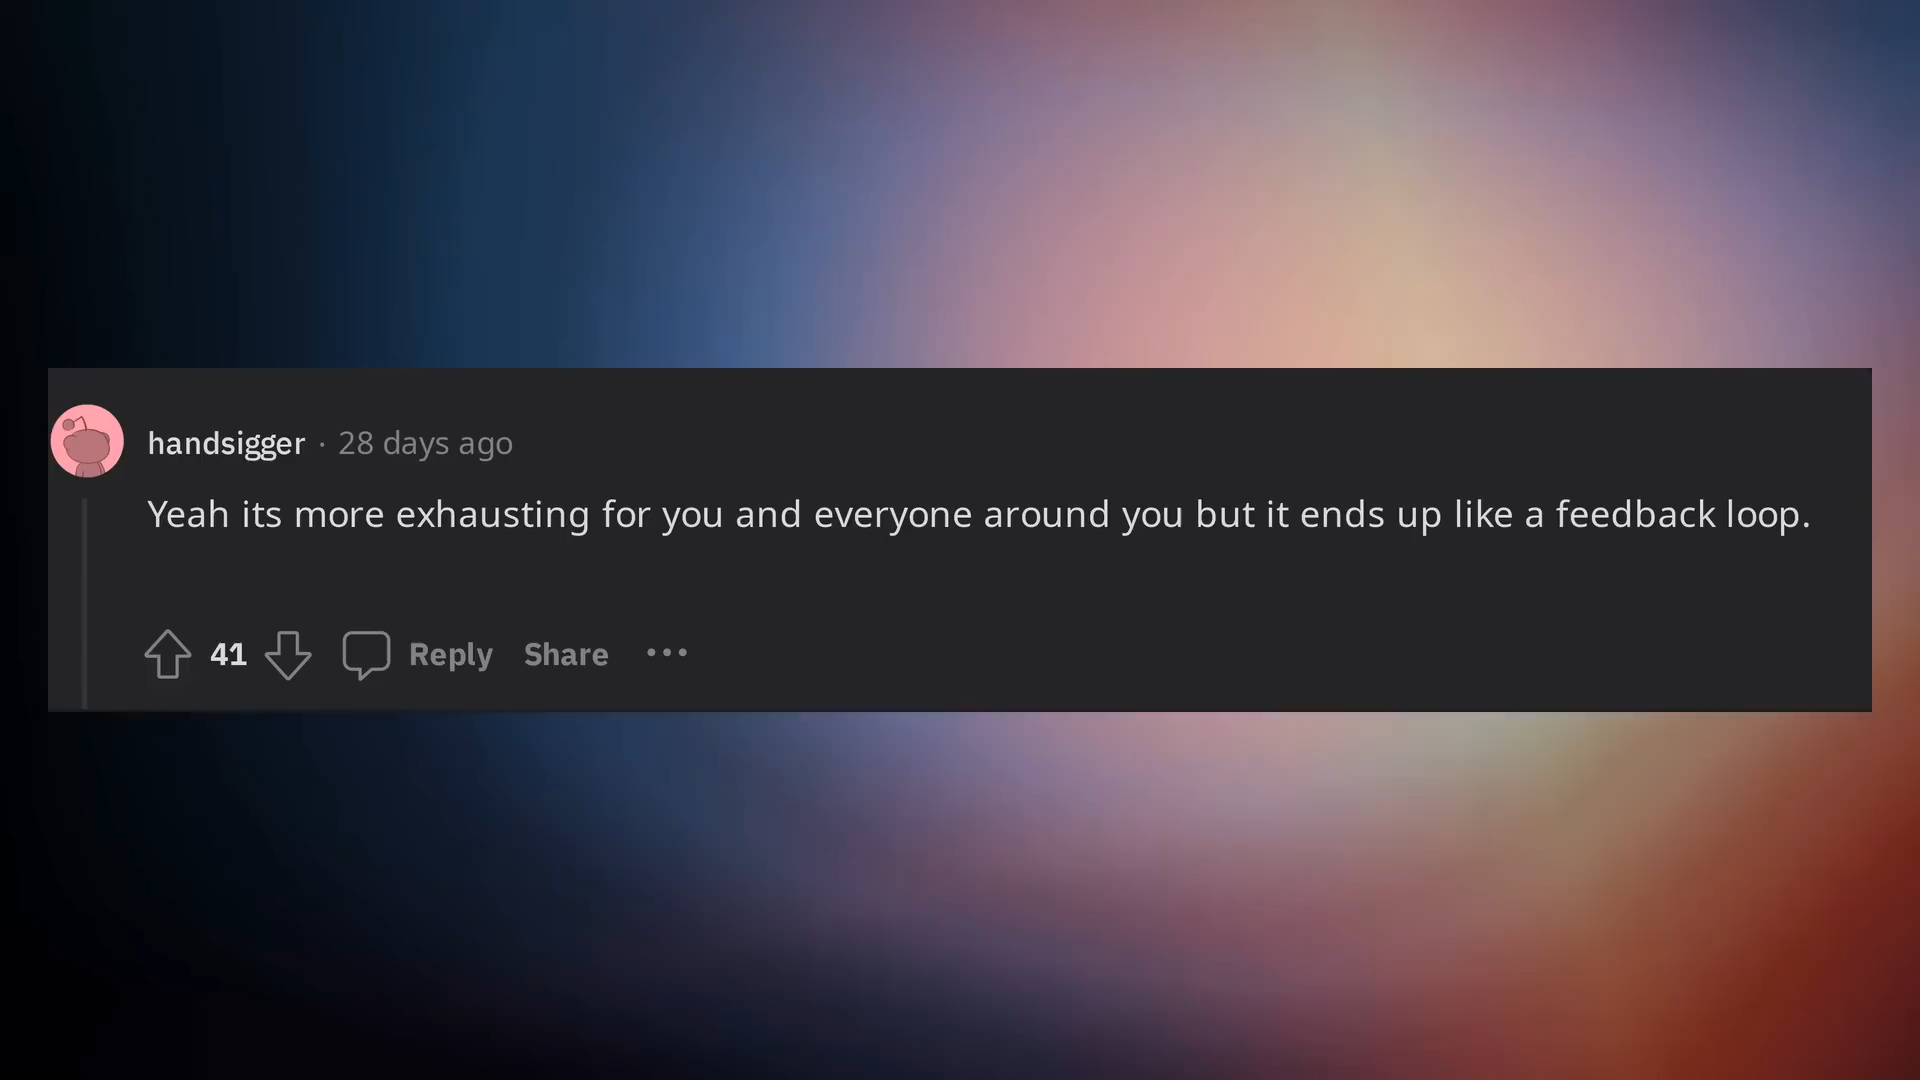 handsigger · 28 days ago
Yeah its more exhausting for you and everyone around you but it ends up like a feedback loop.
41 Reply Share ···